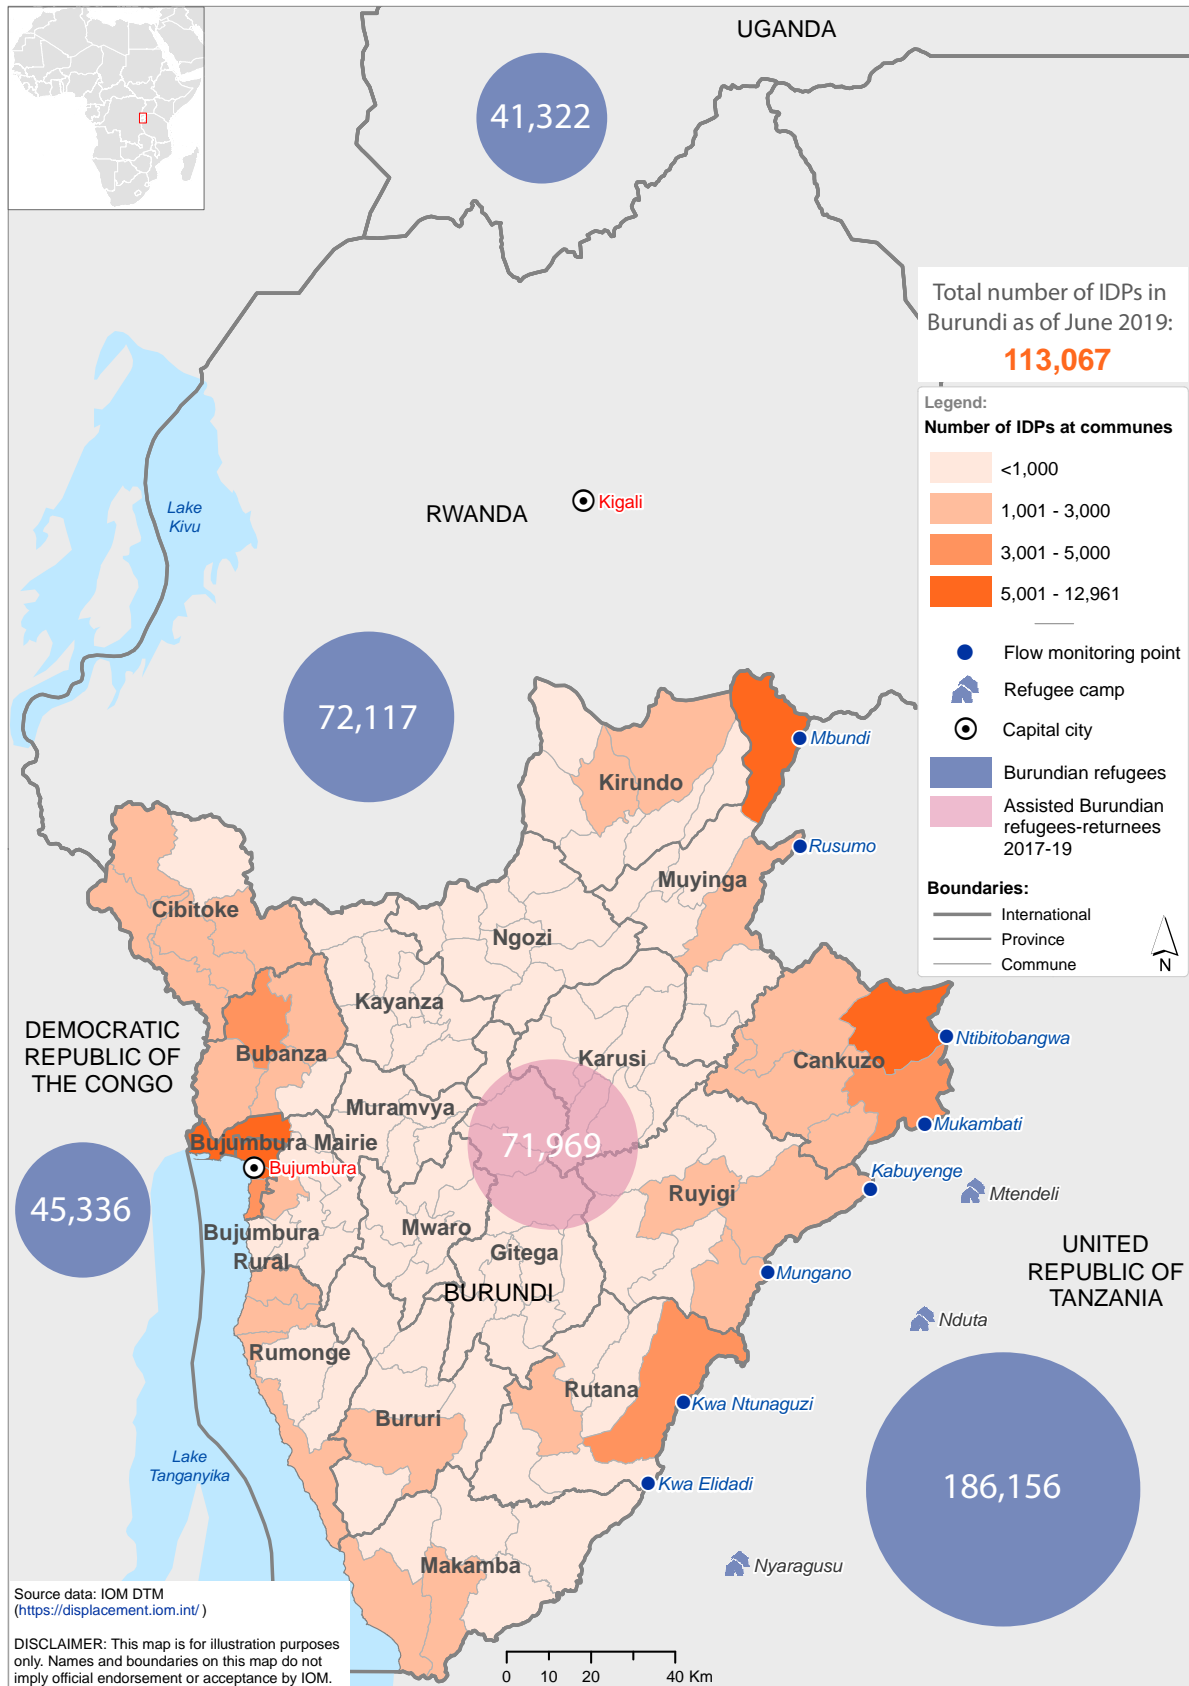 UGANDA
41,322
Total number of IDPs in
Burundi as of June 2019:
113,067
Legend:
Number of IDPs at communes
<1,000
1,001 - 3,000
3,001 - 5,000
5,001 - 12,961
Flow monitoring point
Refugee camp
Capital city
Burundian refugees
Assisted Burundian
refugees-returnees
2017-19
Boundaries:
International
Province
Commune
N
Lake
Kivu
RWANDA
Kigali
72,117
Mbundi
Kirundo
Rusumo
Muyinga
Cibitoke
Ngozi
Kayanza
DEMOCRATIC
REPUBLIC OF
THE CONGO
Bubanza
Karusi
Cankuzo
Ntibitobangwa
Muramvya
Mukambati
Bujumbura Mairie
71,969
Bujumbura
Kabuyenge
Mtendeli
Ruyigi
45,336
Mwaro
Bujumbura
Rural
Gitega
BURUNDI
Mungano
UNITED
REPUBLIC OF
TANZANIA
Nduta
Rumonge
Rutana
Kwa Ntunaguzi
Bururi
Lake
Tanganyika
Kwa Elidadi
186,156
Makamba
Nyaragusu
Source data: IOM DTM
(https://displacement.iom.int/ )
DISCLAIMER: This map is for illustration purposes
only. Names and boundaries on this map do not
imply official endorsement or acceptance by IOM.
0 10 20 40 Km